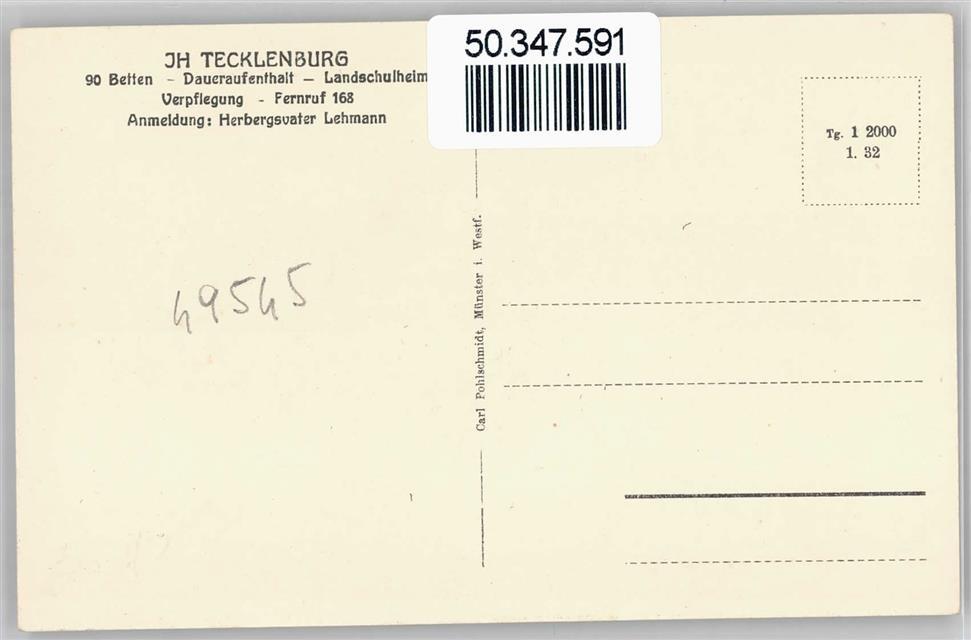 JH TECKLENBURG
90 Betten – Daueraufenthalt – Landschulheim
Verpflegung - Fernruf 168
Anmeldung: Herbergsvater Lehmann
50.347.591
Tg. 1 2000
1. 32
Carl Pohlschmidt, Münster i. Westf.
49545